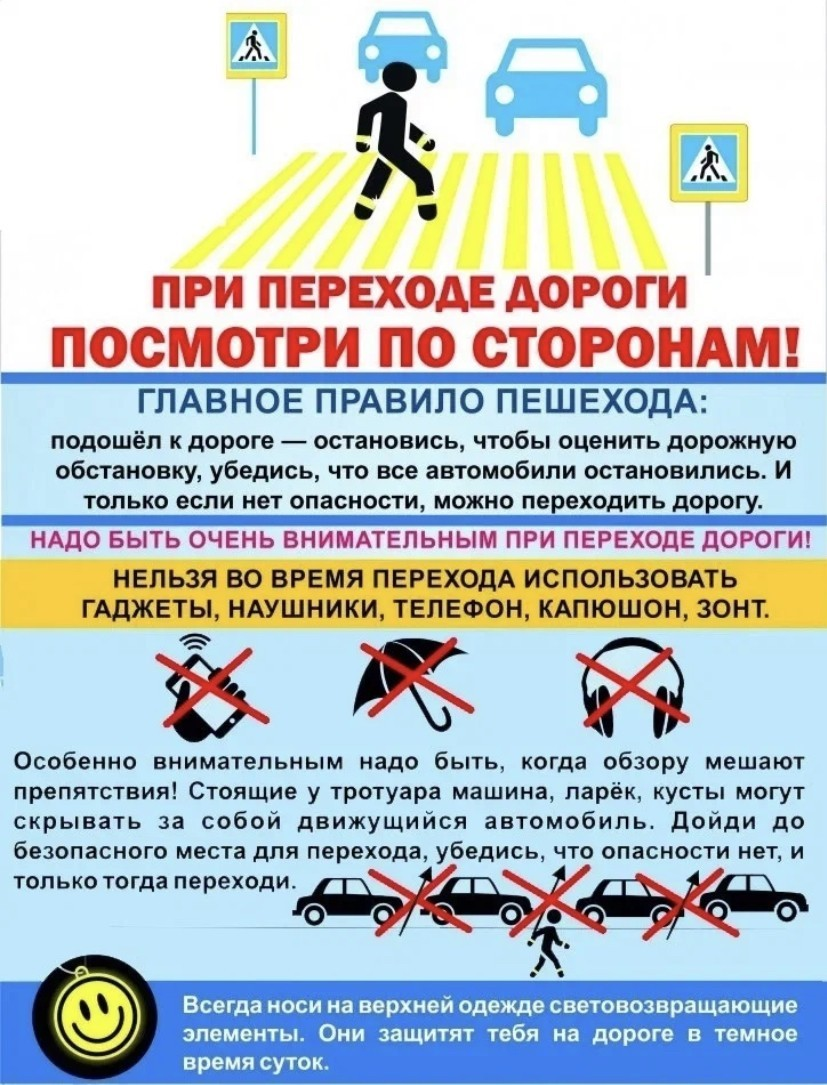 ПРИ ПЕРЕХОДЕ ДОРОГИ
ПОСМОТРИ ПО СТОРОНАМ!
ГЛАВНОЕ ПРАВИЛО ПЕШЕХОДА:
подошёл к дороге — остановись, чтобы оценить дорожную
обстановку, убедись, что все автомобили остановились. И
только если нет опасности, можно переходить дорогу.
НАДО БЫТЬ ОЧЕНЬ ВНИМАТЕЛЬНЫМ ПРИ ПЕРЕХОДЕ ДОРОГИ!
НЕЛЬЗЯ ВО ВРЕМЯ ПЕРЕХОДА ИСПОЛЬЗОВАТЬ
ГАДЖЕТЫ, НАУШНИКИ, ТЕЛЕФОН, КАПЮШОН, ЗОНТ.
Особенно внимательным надо быть, когда обзору мешают
препятствия! Стоящие у тротуара машина, ларёк, кусты могут
скрывать за собой движущийся автомобиль. Дойди до
безопасного места для перехода, убедись, что опасности нет, и
только тогда переходи.
Всегда носи на верхней одежде световозвращающие
элементы. Они защитят тебя на дороге в темное
время суток.